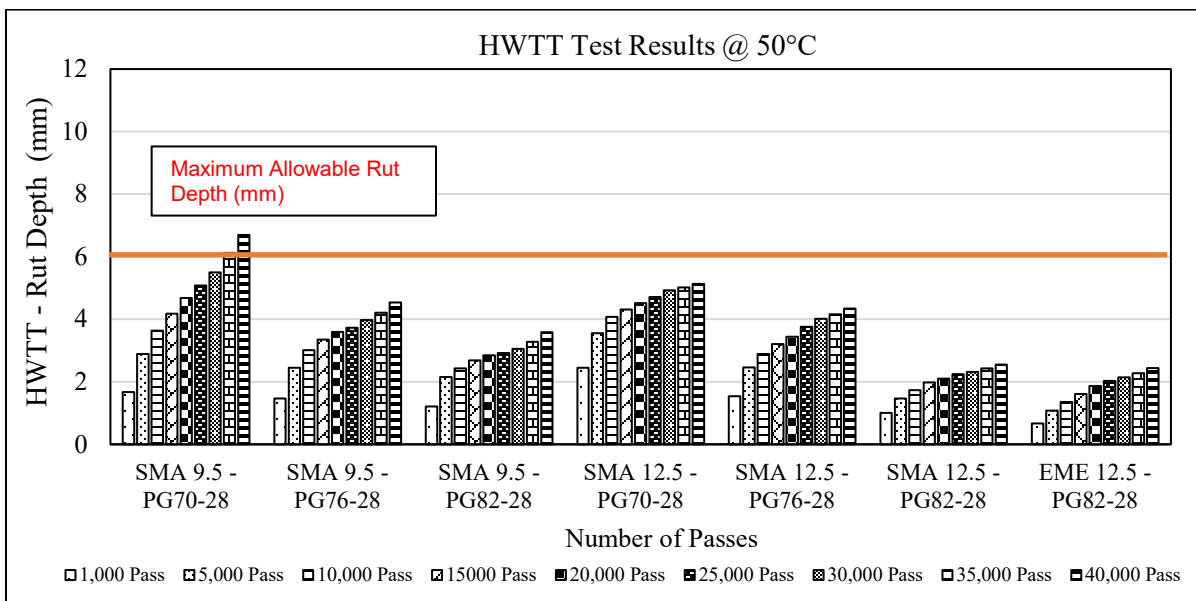 HWTT Test Results @ 50°C
HWTT - Rut Depth (mm)
12
10
8
6
4
2
0
Maximum Allowable Rut
Depth (mm)
SMA 9.5 -
PG70-28
SMA 9.5 -
PG76-28
SMA 9.5 -
PG82-28
SMA 12.5 -
PG70-28
SMA 12.5 -
PG76-28
SMA 12.5 -
PG82-28
EME 12.5 -
PG82-28
Number of Passes
1,000 Pass 5,000 Pass 10,000 Pass 15000 Pass 20,000 Pass 25,000 Pass 30,000 Pass 35,000 Pass 40,000 Pass